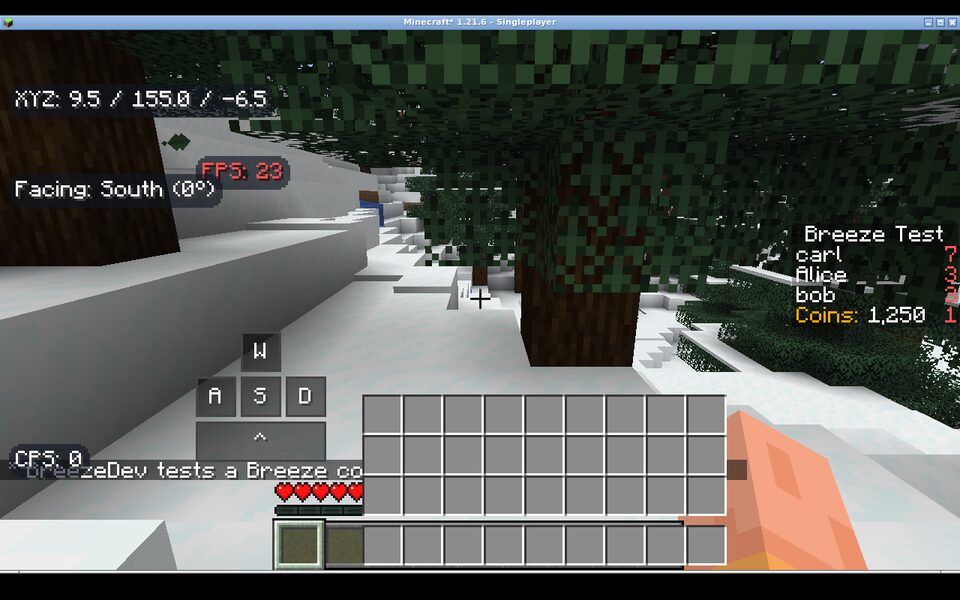 Minecraft* 1.21.6 - Singleplayer
XYZ: 9.5 / 155.0 / -6.5
FPS: 23
Facing: South (0°)
Breeze Test
carl 7
Alice 3
bob
Coins: 1,250 1
W
A S D
^
CPS: 0
BreezeDev tests a Breeze co